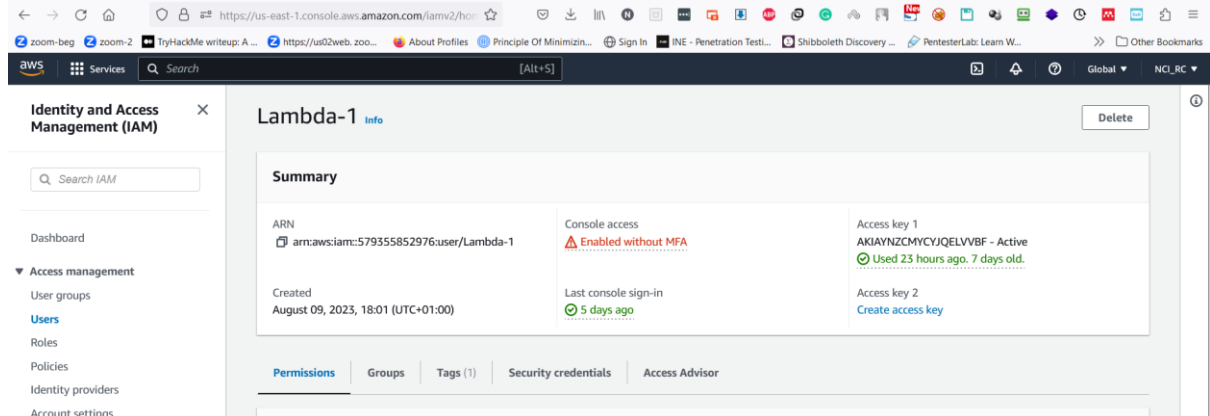 https://us-east-1.console.aws.amazon.com/iamv2/hor
zoom-beg zoom-2 TryHackMe writeup: A ... https://us02web. zoo... About Profiles Principle Of Minimizin... Sign In INE - Penetration Testi... Shibboleth Discovery ... PentesterLab: Learn W... Other Bookmarks
aws Services Search [Alt+S] Global NCI_RC
Identity and Access
Management (IAM)
Search IAM
Dashboard
Access management
User groups
Users
Roles
Policies
Identity providers
Account settings
Lambda-1 Info
Delete
Summary
ARN
arn:aws:iam::579355852976:user/Lambda-1
Console access
Enabled without MFA
Access key 1
AKIAYNZCMYCYJQELVVBF - Active
Used 23 hours ago. 7 days old.
Created
August 09, 2023, 18:01 (UTC+01:00)
Last console sign-in
5 days ago
Access key 2
Create access key
Permissions Groups Tags (1) Security credentials Access Advisor